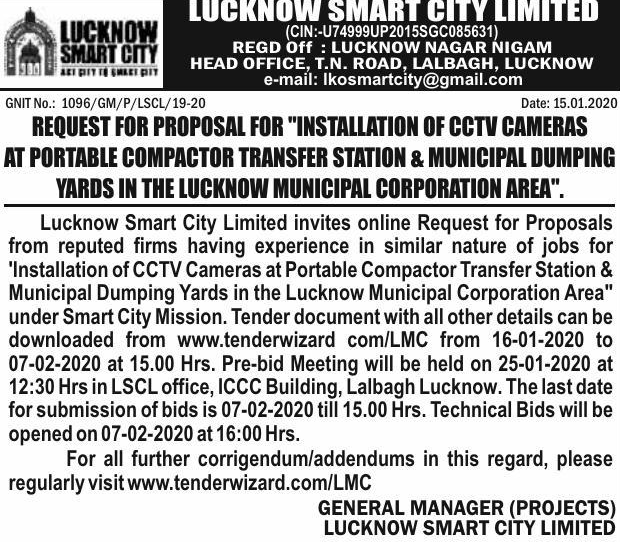 LUCKNOW
SMART CITY
LUCKNOW SMART CITY LIMITED
(CIN:-U74999UP2015SGC085631)
REGD Off : LUCKNOW NAGAR NIGAM
HEAD OFFICE, T.N. ROAD, LALBAGH, LUCKNOW
e-mail: lkosmartcity@gmail.com
GNIT No.: 1096/GM/P/LSCL/19-20 Date: 15.01.2020
REQUEST FOR PROPOSAL FOR "INSTALLATION OF CCTV CAMERAS
AT PORTABLE COMPACTOR TRANSFER STATION & MUNICIPAL DUMPING
YARDS IN THE LUCKNOW MUNICIPAL CORPORATION AREA".
Lucknow Smart City Limited invites online Request for Proposals
from reputed firms having experience in similar nature of jobs for
'Installation of CCTV Cameras at Portable Compactor Transfer Station &
Municipal Dumping Yards in the Lucknow Municipal Corporation Area"
under Smart City Mission. Tender document with all other details can be
downloaded from www.tenderwizard com/LMC from 16-01-2020 to
07-02-2020 at 15.00 Hrs. Pre-bid Meeting will be held on 25-01-2020 at
12:30 Hrs in LSCL office, ICCC Building, Lalbagh Lucknow. The last date
for submission of bids is 07-02-2020 till 15.00 Hrs. Technical Bids will be
opened on 07-02-2020 at 16:00 Hrs.
For all further corrigendum/addendums in this regard, please
regularly visit www.tenderwizard.com/LMC
GENERAL MANAGER (PROJECTS)
LUCKNOW SMART CITY LIMITED